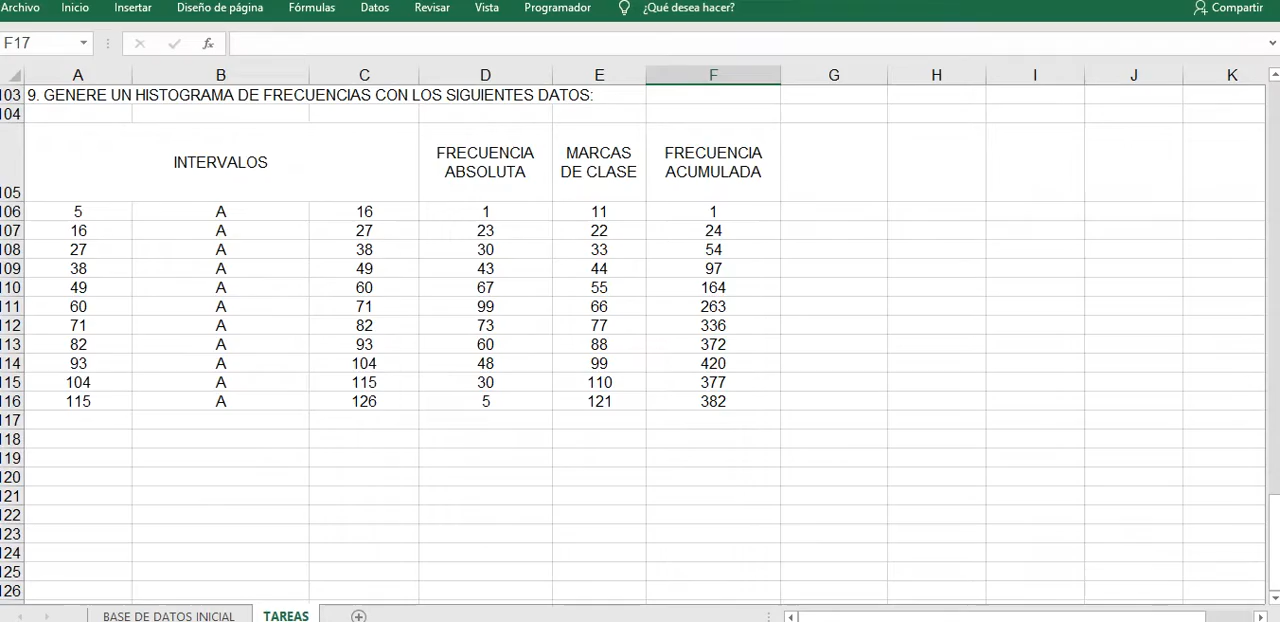 Archivo Inicio Insertar Diseño de página Fórmulas Datos Revisar Vista Programador ¿Qué desea hacer? Compartir
F17 fx
A B C D E F G H I J K
103 9. GENERE UN HISTOGRAMA DE FRECUENCIAS CON LOS SIGUIENTES DATOS:
104
105 INTERVALOS FRECUENCIA ABSOLUTA MARCAS DE CLASE FRECUENCIA ACUMULADA
106 5 A 16 1 11 1
107 16 A 27 23 22 24
108 27 A 38 30 33 54
109 38 A 49 43 44 97
110 49 A 60 67 55 164
111 60 A 71 99 66 263
112 71 A 82 73 77 336
113 82 A 93 60 88 372
114 93 A 104 48 99 420
115 104 A 115 30 110 377
116 115 A 126 5 121 382
117
118
119
120
121
122
123
124
125
126
BASE DE DATOS INICIAL TAREAS